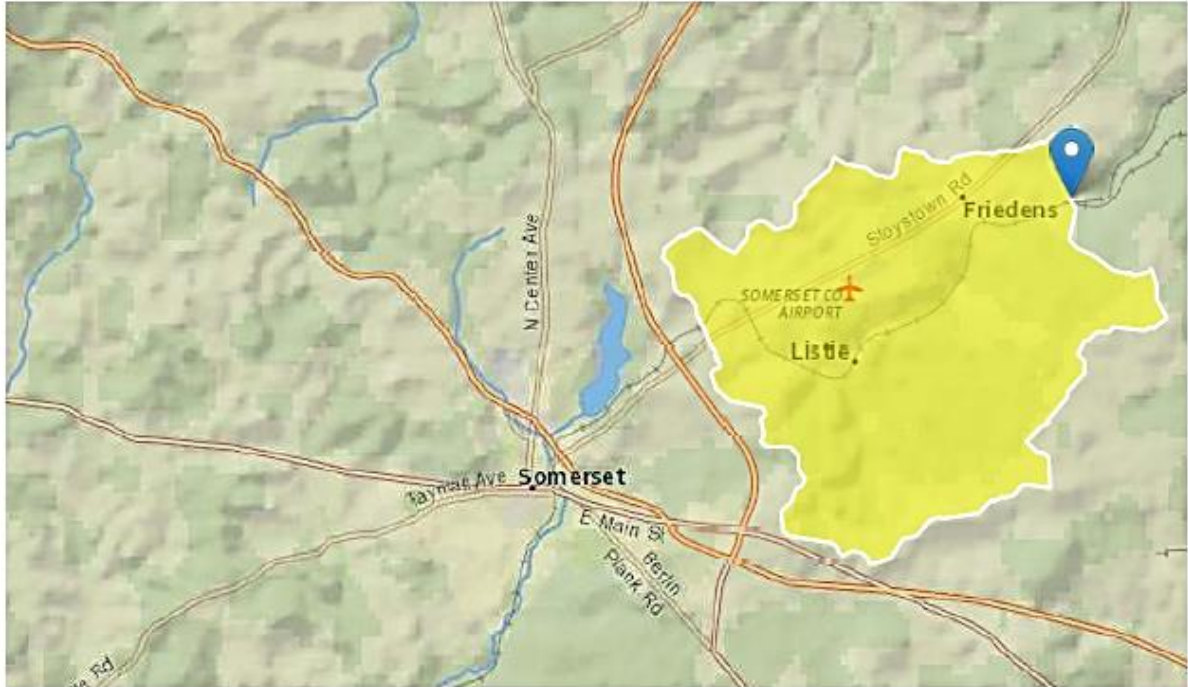 N Center Ave
Stoystown Rd
Friedens
SOMERSET CO
AIRPORT
Listie
Somerset
E Main St
Berlin
Plank Rd
Rd